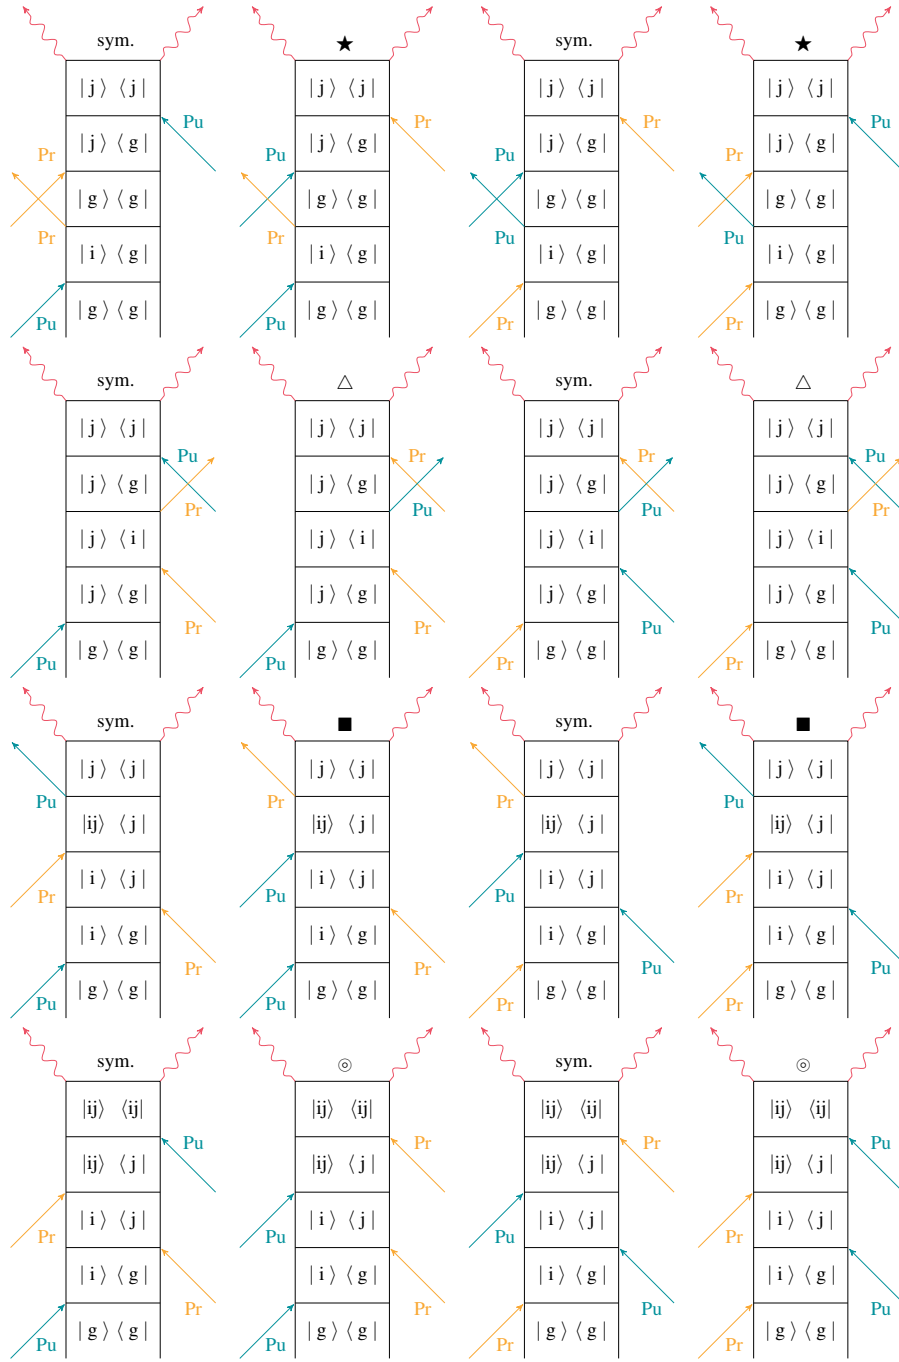 sym. ★ sym. ★
| j ⟩ ⟨ j | | j ⟩ ⟨ j | | j ⟩ ⟨ j | | j ⟩ ⟨ j |
Pu Pr Pr Pu
Pr | j ⟩ ⟨ g | Pu | j ⟩ ⟨ g | Pu | j ⟩ ⟨ g | Pr | j ⟩ ⟨ g |
| g ⟩ ⟨ g | | g ⟩ ⟨ g | | g ⟩ ⟨ g | | g ⟩ ⟨ g |
Pr | i ⟩ ⟨ g | Pr | i ⟩ ⟨ g | Pu | i ⟩ ⟨ g | Pu | i ⟩ ⟨ g |
Pu | g ⟩ ⟨ g | Pu | g ⟩ ⟨ g | Pr | g ⟩ ⟨ g | Pr | g ⟩ ⟨ g |
sym. △ sym. △
| j ⟩ ⟨ j | | j ⟩ ⟨ j | | j ⟩ ⟨ j | | j ⟩ ⟨ j |
Pu Pr Pr Pu
| j ⟩ ⟨ g | | j ⟩ ⟨ g | | j ⟩ ⟨ g | | j ⟩ ⟨ g |
Pr Pu Pu Pr
| j ⟩ ⟨ i | | j ⟩ ⟨ i | | j ⟩ ⟨ i | | j ⟩ ⟨ i |
| j ⟩ ⟨ g | | j ⟩ ⟨ g | | j ⟩ ⟨ g | | j ⟩ ⟨ g |
Pr Pr Pu Pu
Pu | g ⟩ ⟨ g | Pu | g ⟩ ⟨ g | Pr | g ⟩ ⟨ g | Pr | g ⟩ ⟨ g |
sym. ■ sym. ■
| j ⟩ ⟨ j | | j ⟩ ⟨ j | | j ⟩ ⟨ j | | j ⟩ ⟨ j |
Pu Pr Pr Pu
|ij⟩ ⟨ j | |ij⟩ ⟨ j | |ij⟩ ⟨ j | |ij⟩ ⟨ j |
Pr | i ⟩ ⟨ j | Pu | i ⟩ ⟨ j | Pu | i ⟩ ⟨ j | Pr | i ⟩ ⟨ j |
| i ⟩ ⟨ g | | i ⟩ ⟨ g | | i ⟩ ⟨ g | | i ⟩ ⟨ g |
Pr Pr Pu Pu
Pu | g ⟩ ⟨ g | Pu | g ⟩ ⟨ g | Pr | g ⟩ ⟨ g | Pr | g ⟩ ⟨ g |
sym. ⌾ sym. ⌾
|ij⟩ ⟨ij| |ij⟩ ⟨ij| |ij⟩ ⟨ij| |ij⟩ ⟨ij|
|ij⟩ ⟨ j | Pu |ij⟩ ⟨ j | Pr |ij⟩ ⟨ j | Pr |ij⟩ ⟨ j | Pu
Pr | i ⟩ ⟨ j | Pu | i ⟩ ⟨ j | Pu | i ⟩ ⟨ j | Pr | i ⟩ ⟨ j |
| i ⟩ ⟨ g | | i ⟩ ⟨ g | | i ⟩ ⟨ g | | i ⟩ ⟨ g |
Pr Pr Pu Pu
Pu | g ⟩ ⟨ g | Pu | g ⟩ ⟨ g | Pr | g ⟩ ⟨ g | Pr | g ⟩ ⟨ g |